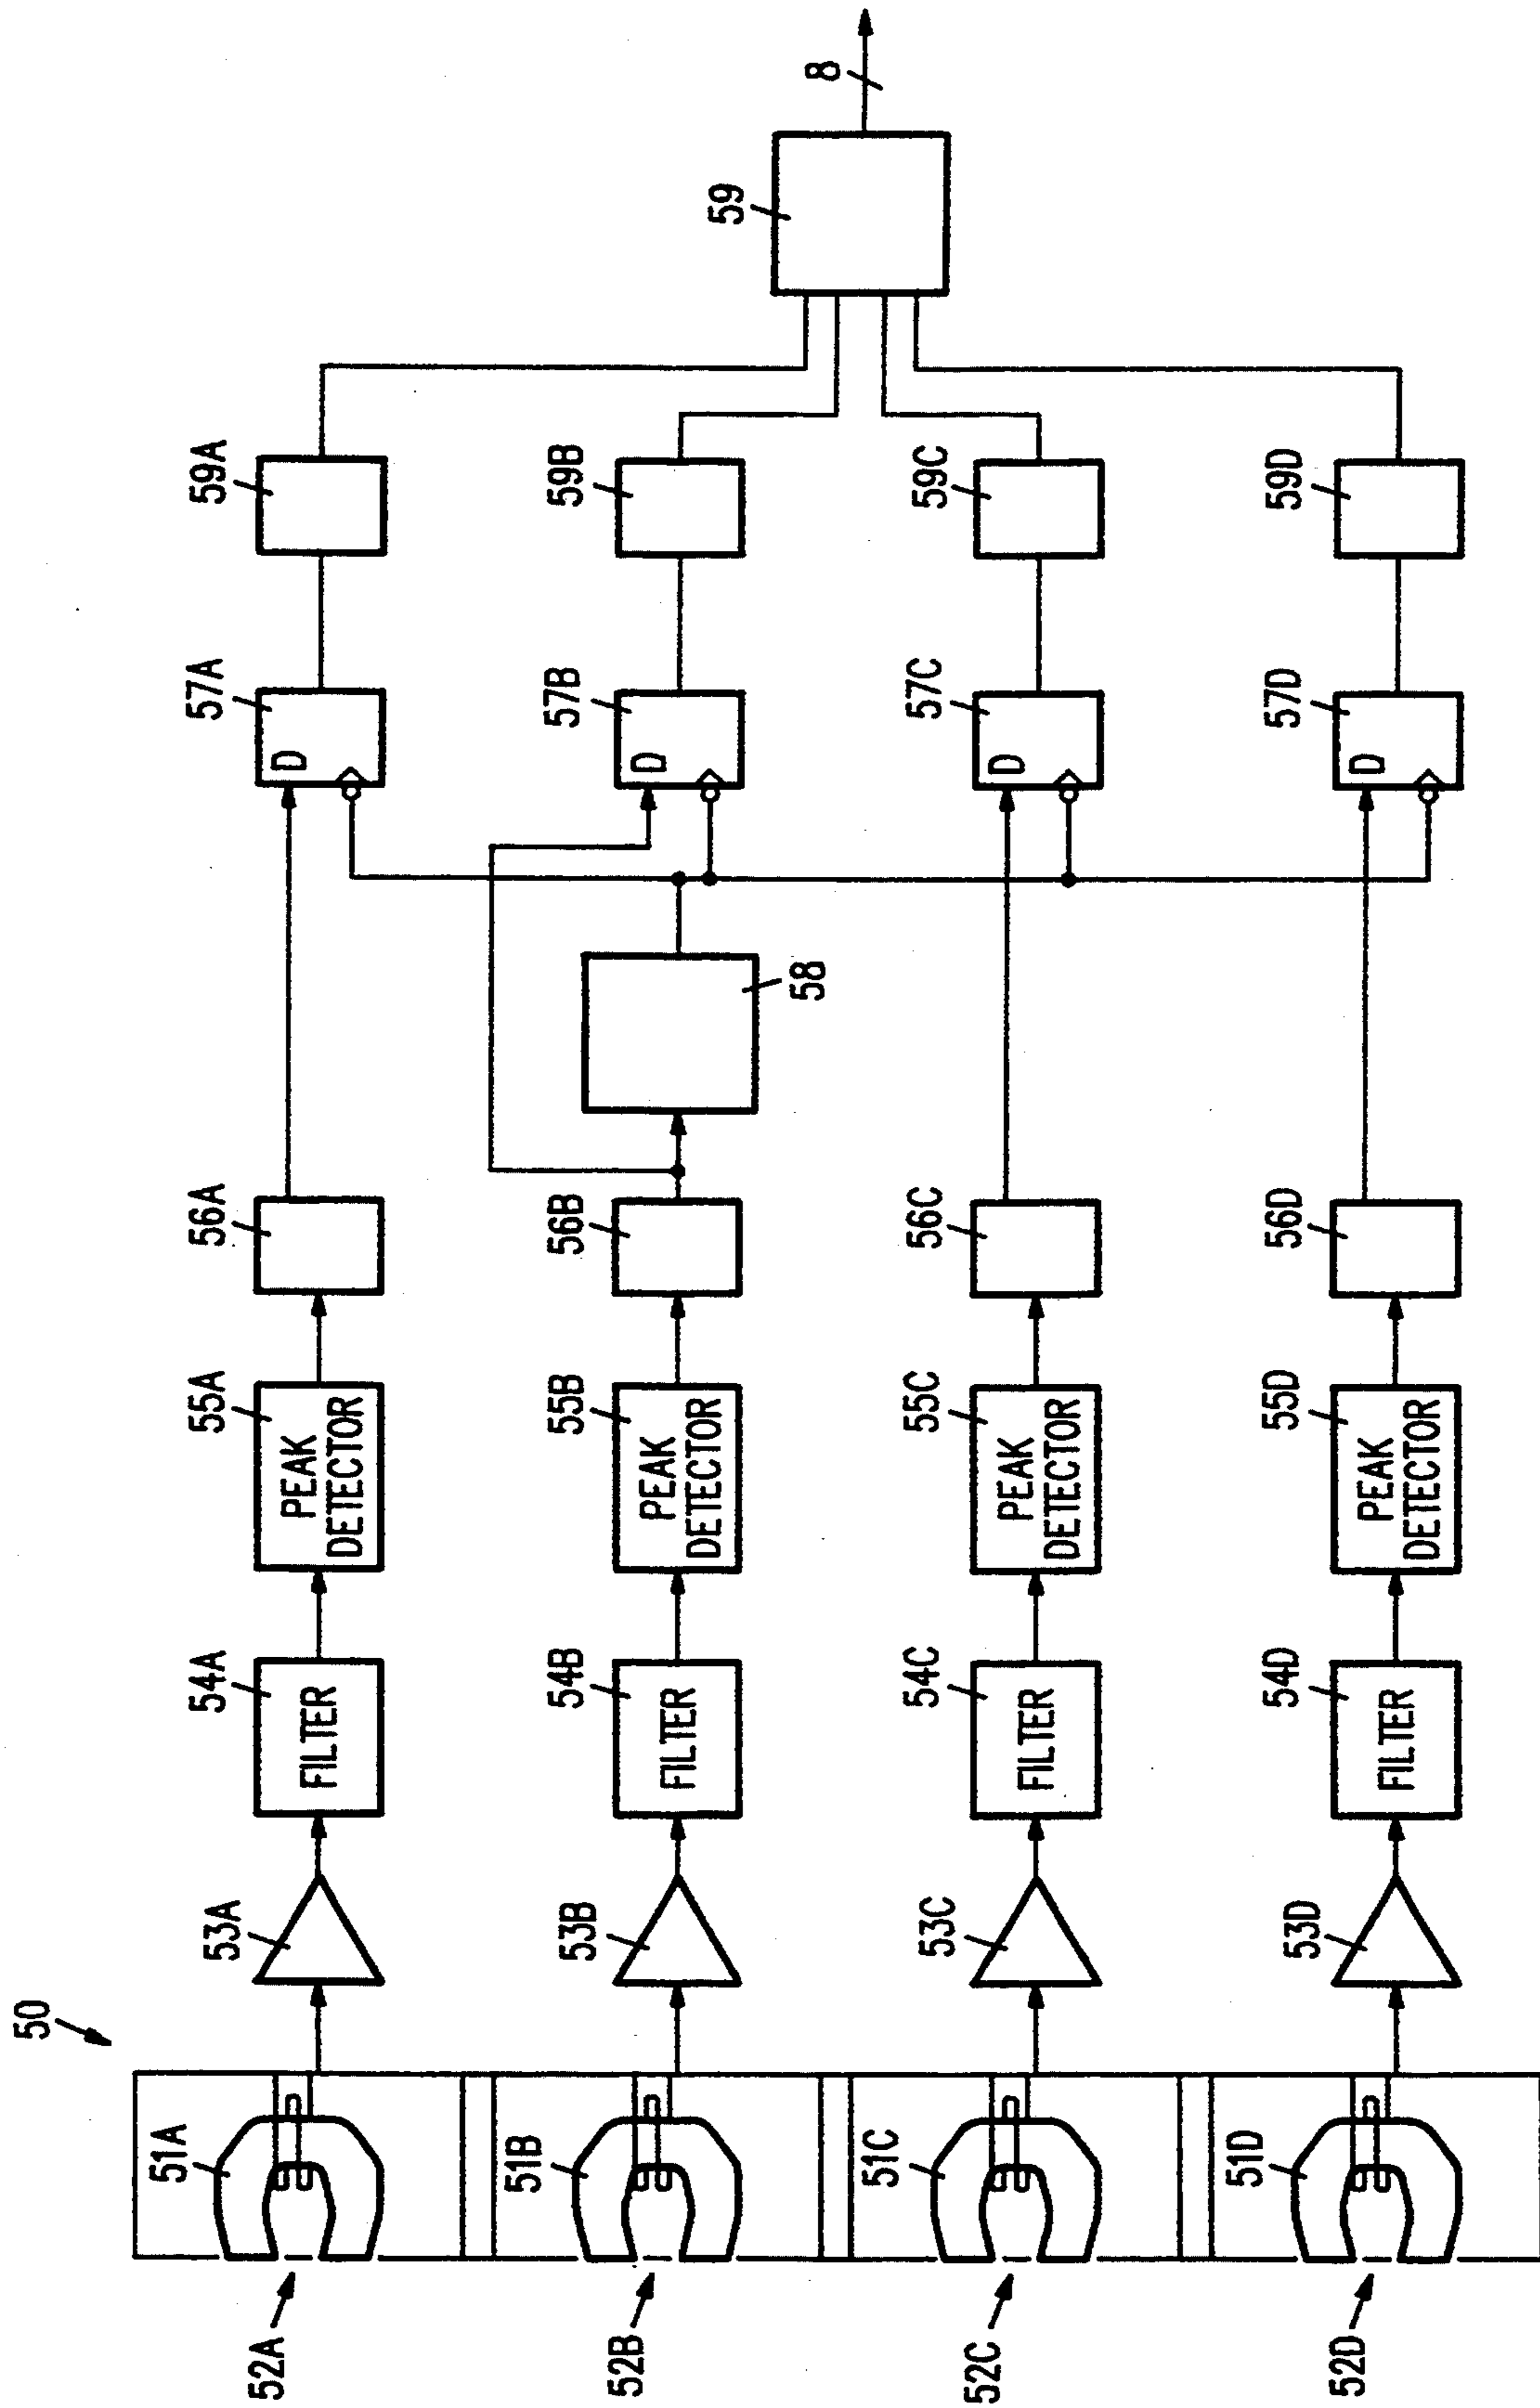 50
51A
52A
53A
54A
FILTER
55A
PEAK
DETECTOR
56A
57A
D
59A
51B
52B
53B
54B
FILTER
55B
PEAK
DETECTOR
56B
58
57B
D
59B
59
8
51C
52C
53C
54C
FILTER
55C
PEAK
DETECTOR
56C
57C
D
59C
51D
52D
53D
54D
FILTER
55D
PEAK
DETECTOR
56D
57D
D
59D